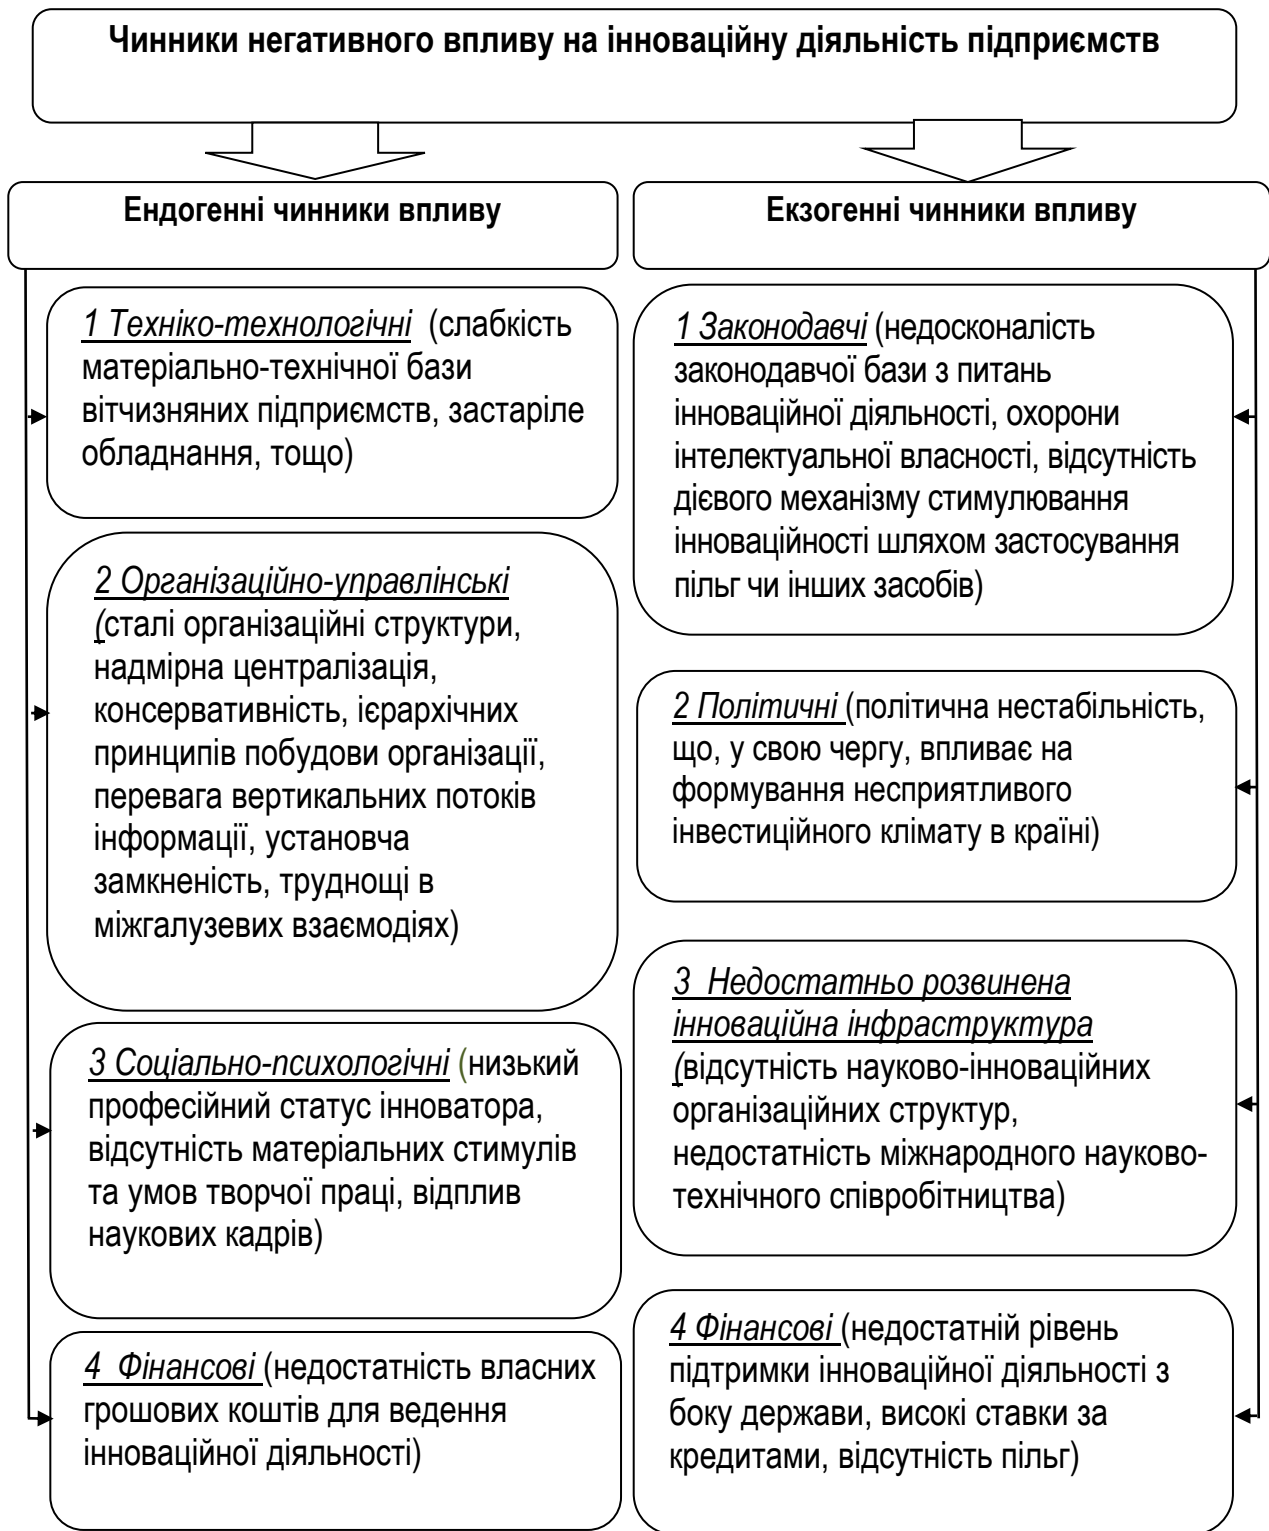 Чинники негативного впливу на інноваційну діяльність підприємств
Ендогенні чинники впливу
1 Техніко-технологічні (слабкість
матеріально-технічної бази
вітчизняних підприємств, застаріле
обладнання, тощо)
2 Організаційно-управлінські
(сталі організаційні структури,
надмірна централізація,
консервативність, ієрархічних
принципів побудови організації,
перевага вертикальних потоків
інформації, установча
замкненість, труднощі в
міжгалузевих взаємодіях)
3 Соціально-психологічні (низький
професійний статус інноватора,
відсутність матеріальних стимулів
та умов творчої праці, відплив
наукових кадрів)
4 Фінансові (недостатність власних
грошових коштів для ведення
інноваційної діяльності)
Екзогенні чинники впливу
1 Законодавчі (недосконалість
законодавчої бази з питань
інноваційної діяльності, охорони
інтелектуальної власності, відсутність
дієвого механізму стимулювання
інноваційності шляхом застосування
пільг чи інших засобів)
2 Політичні (політична нестабільність,
що, у свою чергу, впливає на
формування несприятливого
інвестиційного клімату в країні)
3 Недостатньо розвинена
інноваційна інфраструктура
(відсутність науково-інноваційних
організаційних структур,
недостатність міжнародного науково-
технічного співробітництва)
4 Фінансові (недостатній рівень
підтримки інноваційної діяльності з
боку держави, високі ставки за
кредитами, відсутність пільг)